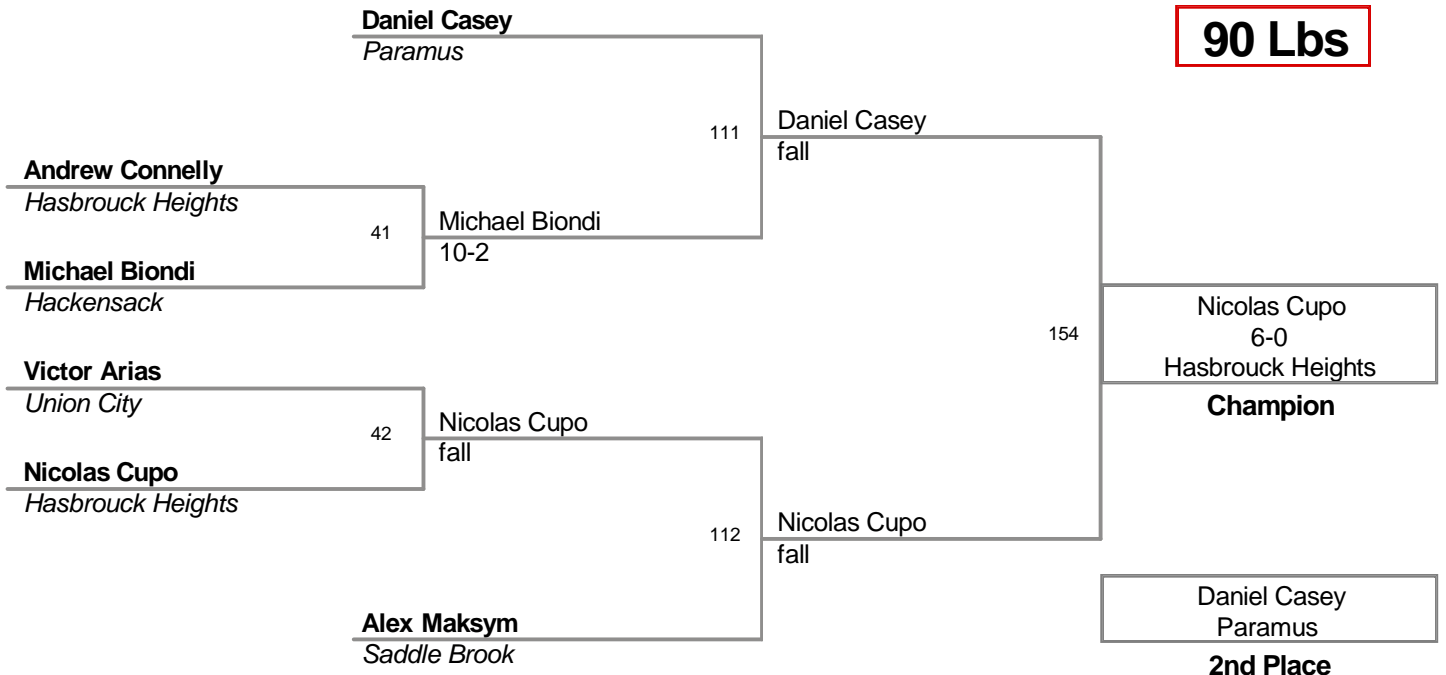 Daniel Casey
Paramus
90 Lbs
111
Daniel Casey
fall
Andrew Connelly
Hasbrouck Heights
41
Michael Biondi
10-2
Michael Biondi
Hackensack
154
Nicolas Cupo
6-0
Hasbrouck Heights
Champion
Victor Arias
Union City
42
Nicolas Cupo
fall
Nicolas Cupo
Hasbrouck Heights
112
Nicolas Cupo
fall
Alex Maksym
Saddle Brook
Daniel Casey
Paramus
2nd Place